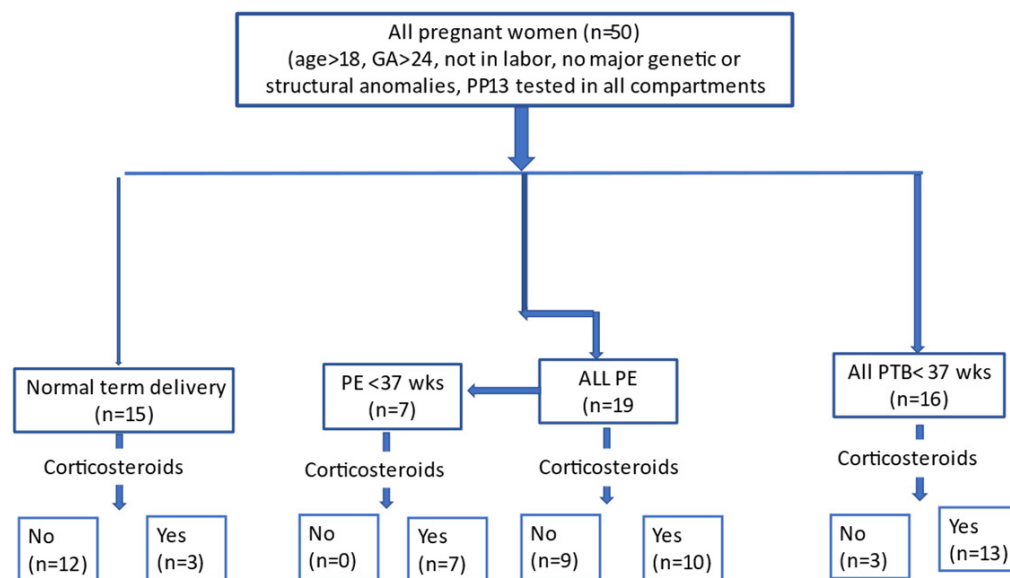 All pregnant women (n=50)
(age>18, GA>24, not in labor, no major genetic or
structural anomalies, PP13 tested in all compartments
Normal term delivery
(n=15)
PE <37 wks
(n=7)
ALL PE
(n=19
All PTB< 37 wks
(n=16)
Corticosteroids
Corticosteroids
Corticosteroids
Corticosteroids
No
(n=12)
Yes
(n=3)
No
(n=0)
Yes
(n=7)
No
(n=9)
Yes
(n=10)
No
(n=3)
Yes
(n=13)